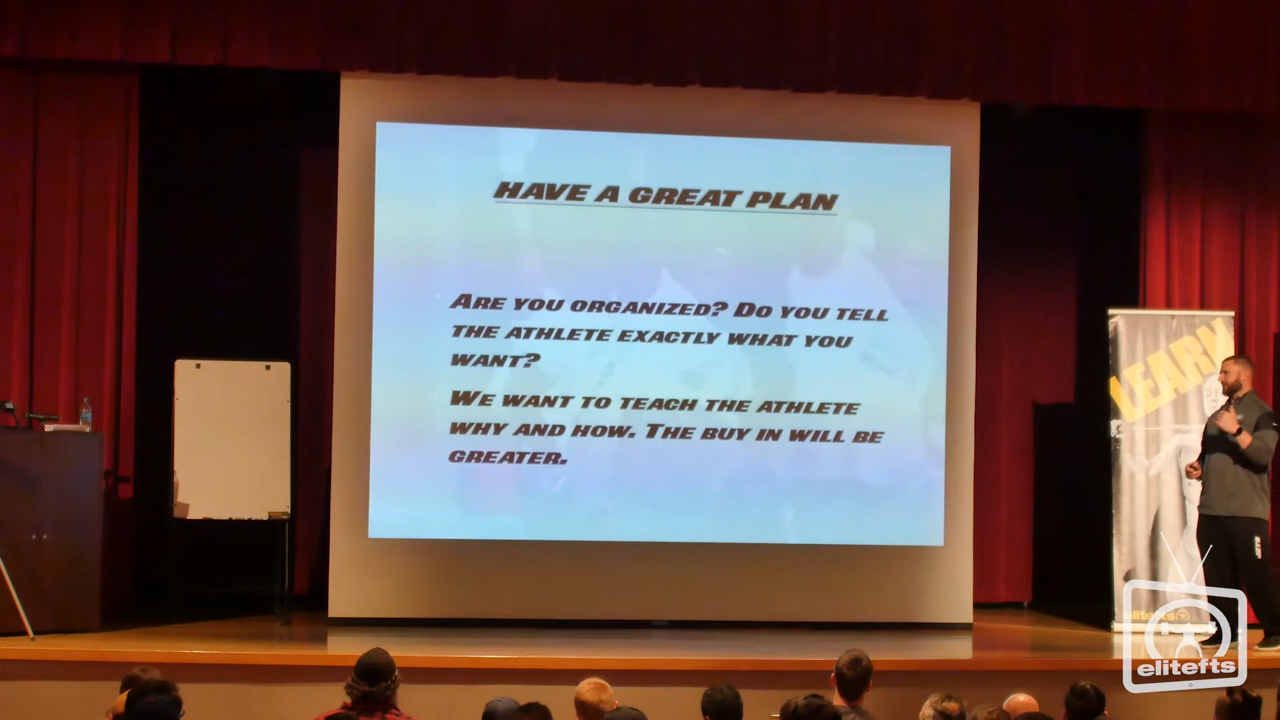 HAVE A GREAT PLAN
ARE YOU ORGANIZED? DO YOU TELL
THE ATHLETE EXACTLY WHAT YOU
WANT?
WE WANT TO TEACH THE ATHLETE
WHY AND HOW. THE BUY IN WILL BE
GREATER.
LEARN
elitefts
elitefts